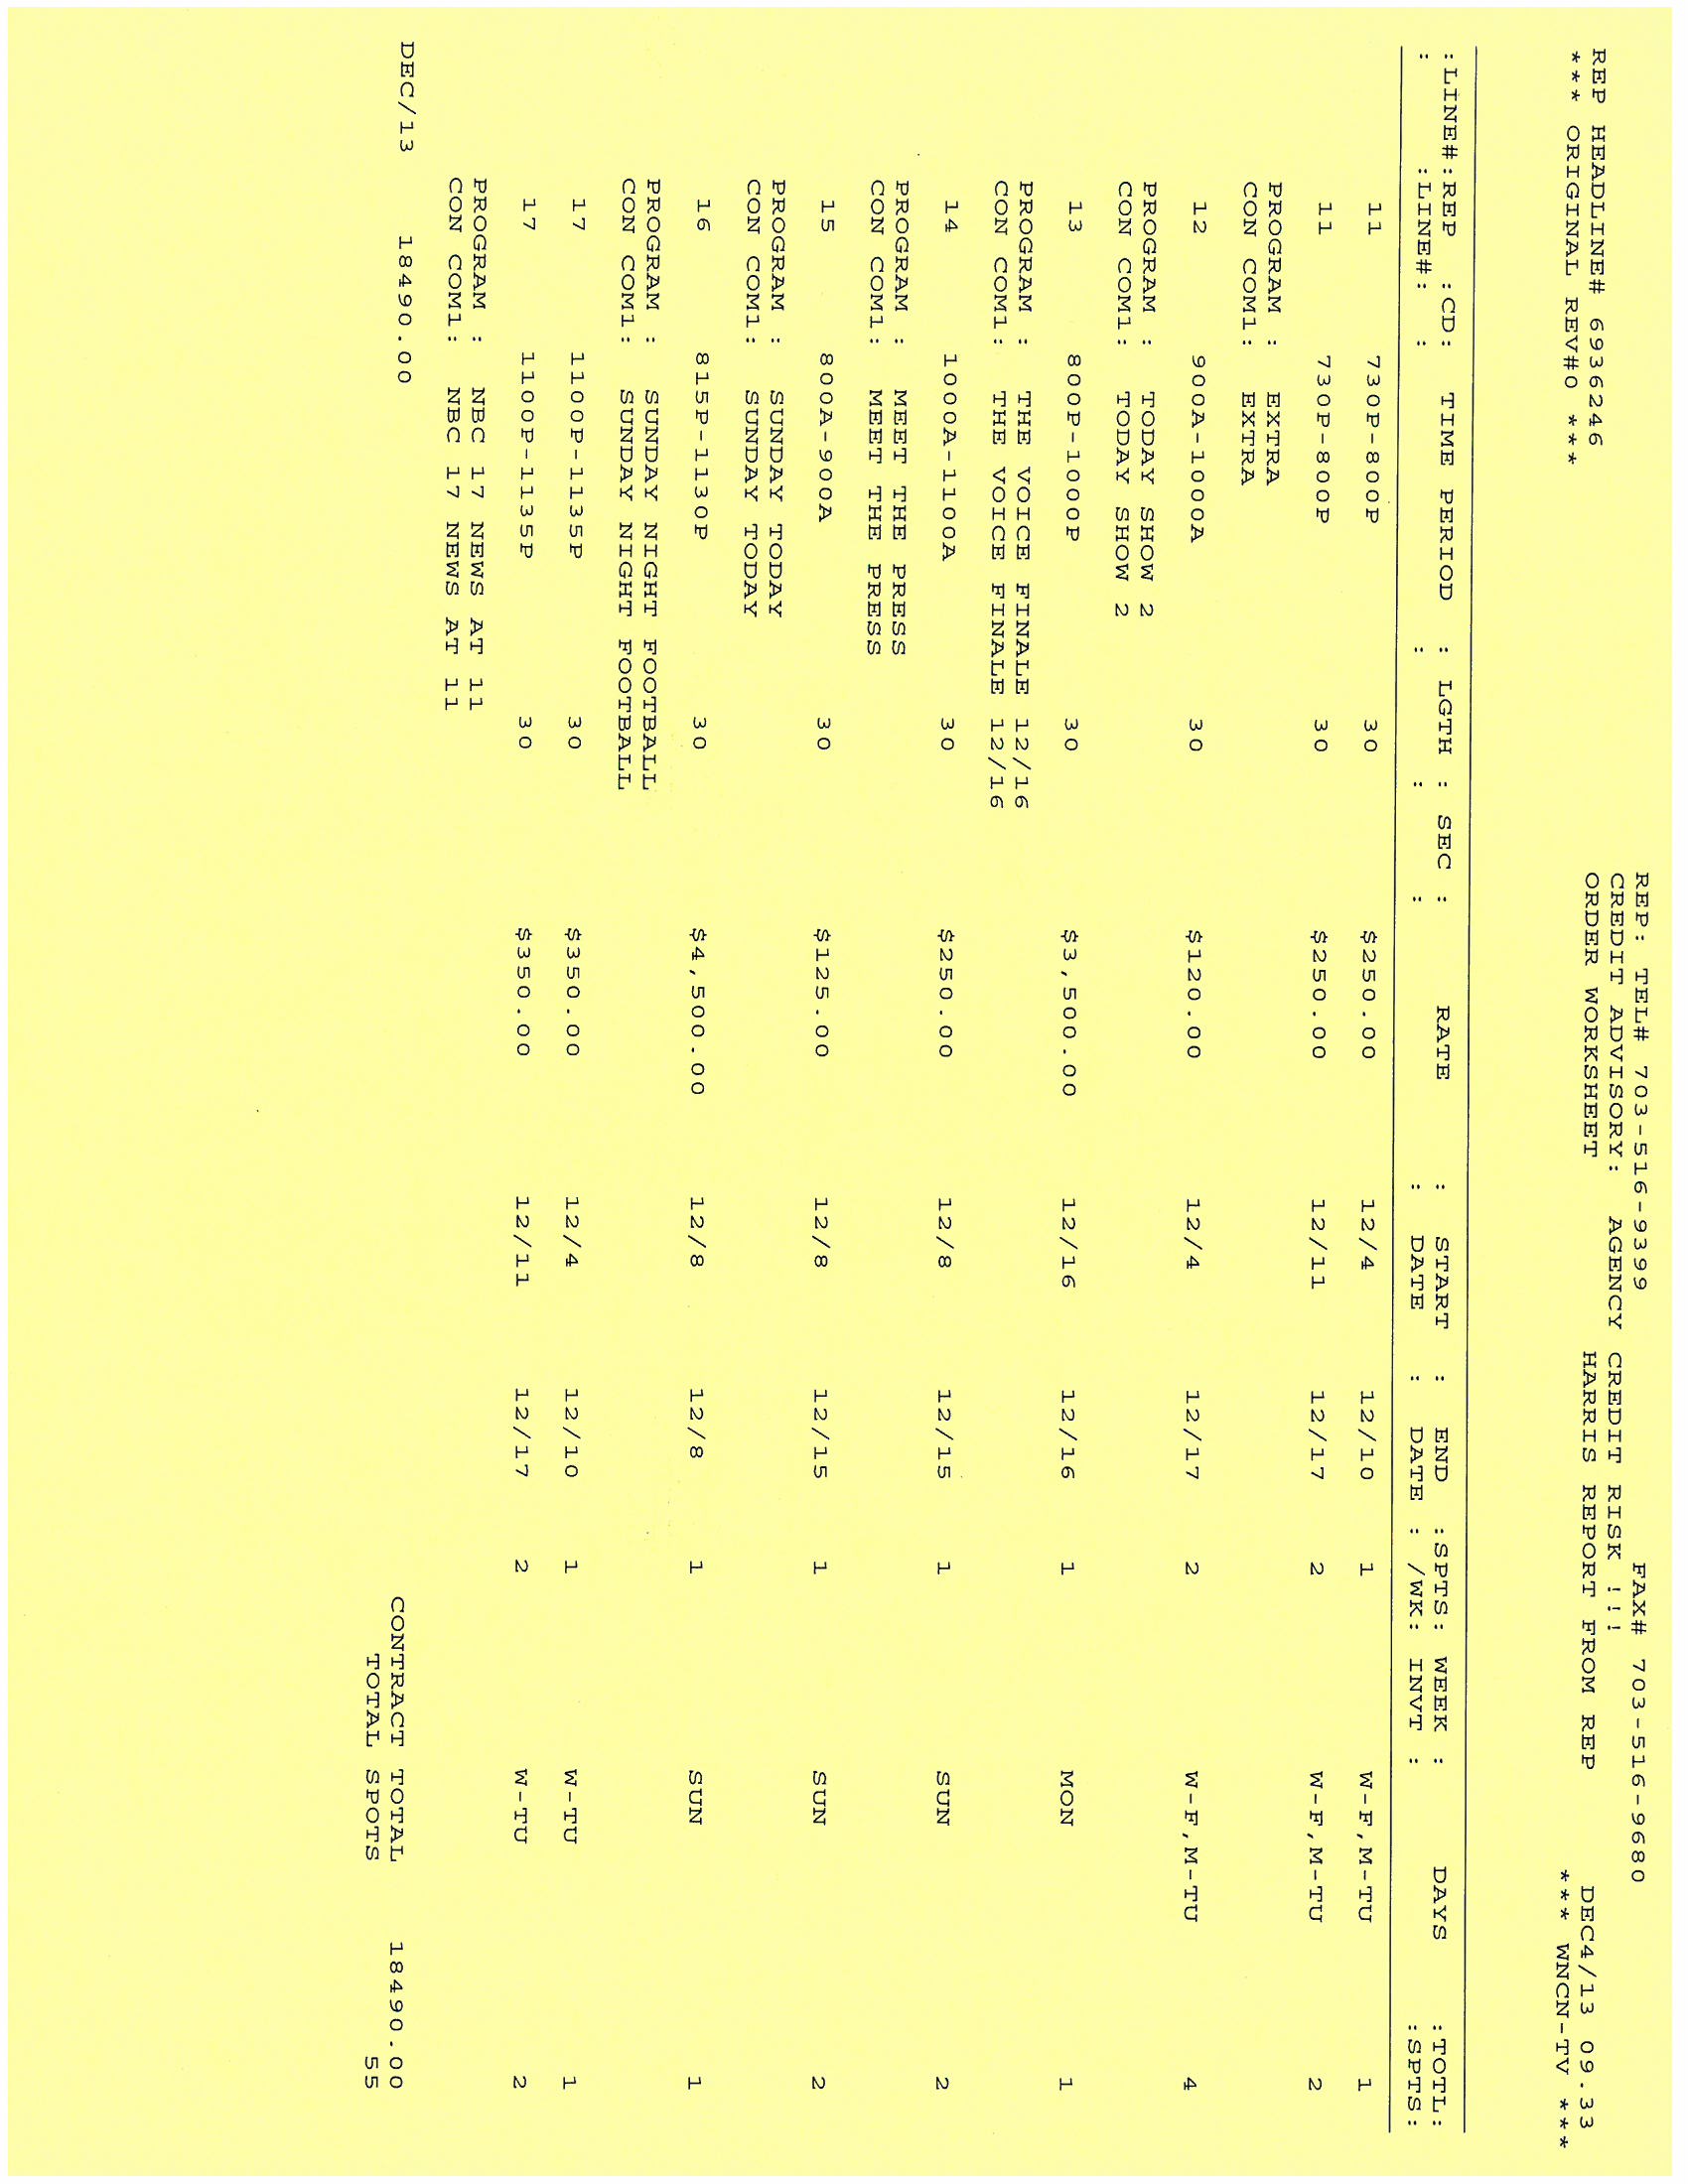 REP: TEL# 703-516-9399 FAX# 703-516-9680
CREDIT ADVISORY: AGENCY CREDIT RISK !!!
REP HEADLINE# 6936246 ORDER WORKSHEET HARRIS REPORT FROM REP DEC4/13 09.33
*** ORIGINAL REV#0 *** *** WNCN-TV ***
:LINE#:REP :CD: TIME PERIOD : LGTH : SEC : RATE : START : END :SPTS: WEEK : DAYS :TOTL:
: :LINE#: : : : : : DATE : DATE : /WK: INVT : :SPTS:
11 730P-800P 30 $250.00 12/4 12/10 1 W-F,M-TU 1
11 730P-800P 30 $250.00 12/11 12/17 2 W-F,M-TU 2
PROGRAM : EXTRA
CON COM1: EXTRA
12 900A-1000A 30 $120.00 12/4 12/17 2 W-F,M-TU 4
PROGRAM : TODAY SHOW 2
CON COM1: TODAY SHOW 2
13 800P-1000P 30 $3,500.00 12/16 12/16 1 MON 1
PROGRAM : THE VOICE FINALE 12/16
CON COM1: THE VOICE FINALE 12/16
14 1000A-1100A 30 $250.00 12/8 12/15 1 SUN 2
PROGRAM : MEET THE PRESS
CON COM1: MEET THE PRESS
15 800A-900A 30 $125.00 12/8 12/15 1 SUN 2
PROGRAM : SUNDAY TODAY
CON COM1: SUNDAY TODAY
16 815P-1130P 30 $4,500.00 12/8 12/8 1 SUN 1
PROGRAM : SUNDAY NIGHT FOOTBALL
CON COM1: SUNDAY NIGHT FOOTBALL
17 1100P-1135P 30 $350.00 12/4 12/10 1 W-TU 1
17 1100P-1135P 30 $350.00 12/11 12/17 2 W-TU 2
PROGRAM : NBC 17 NEWS AT 11
CON COM1: NBC 17 NEWS AT 11
DEC/13 18490.00 CONTRACT TOTAL 18490.00
TOTAL SPOTS 55